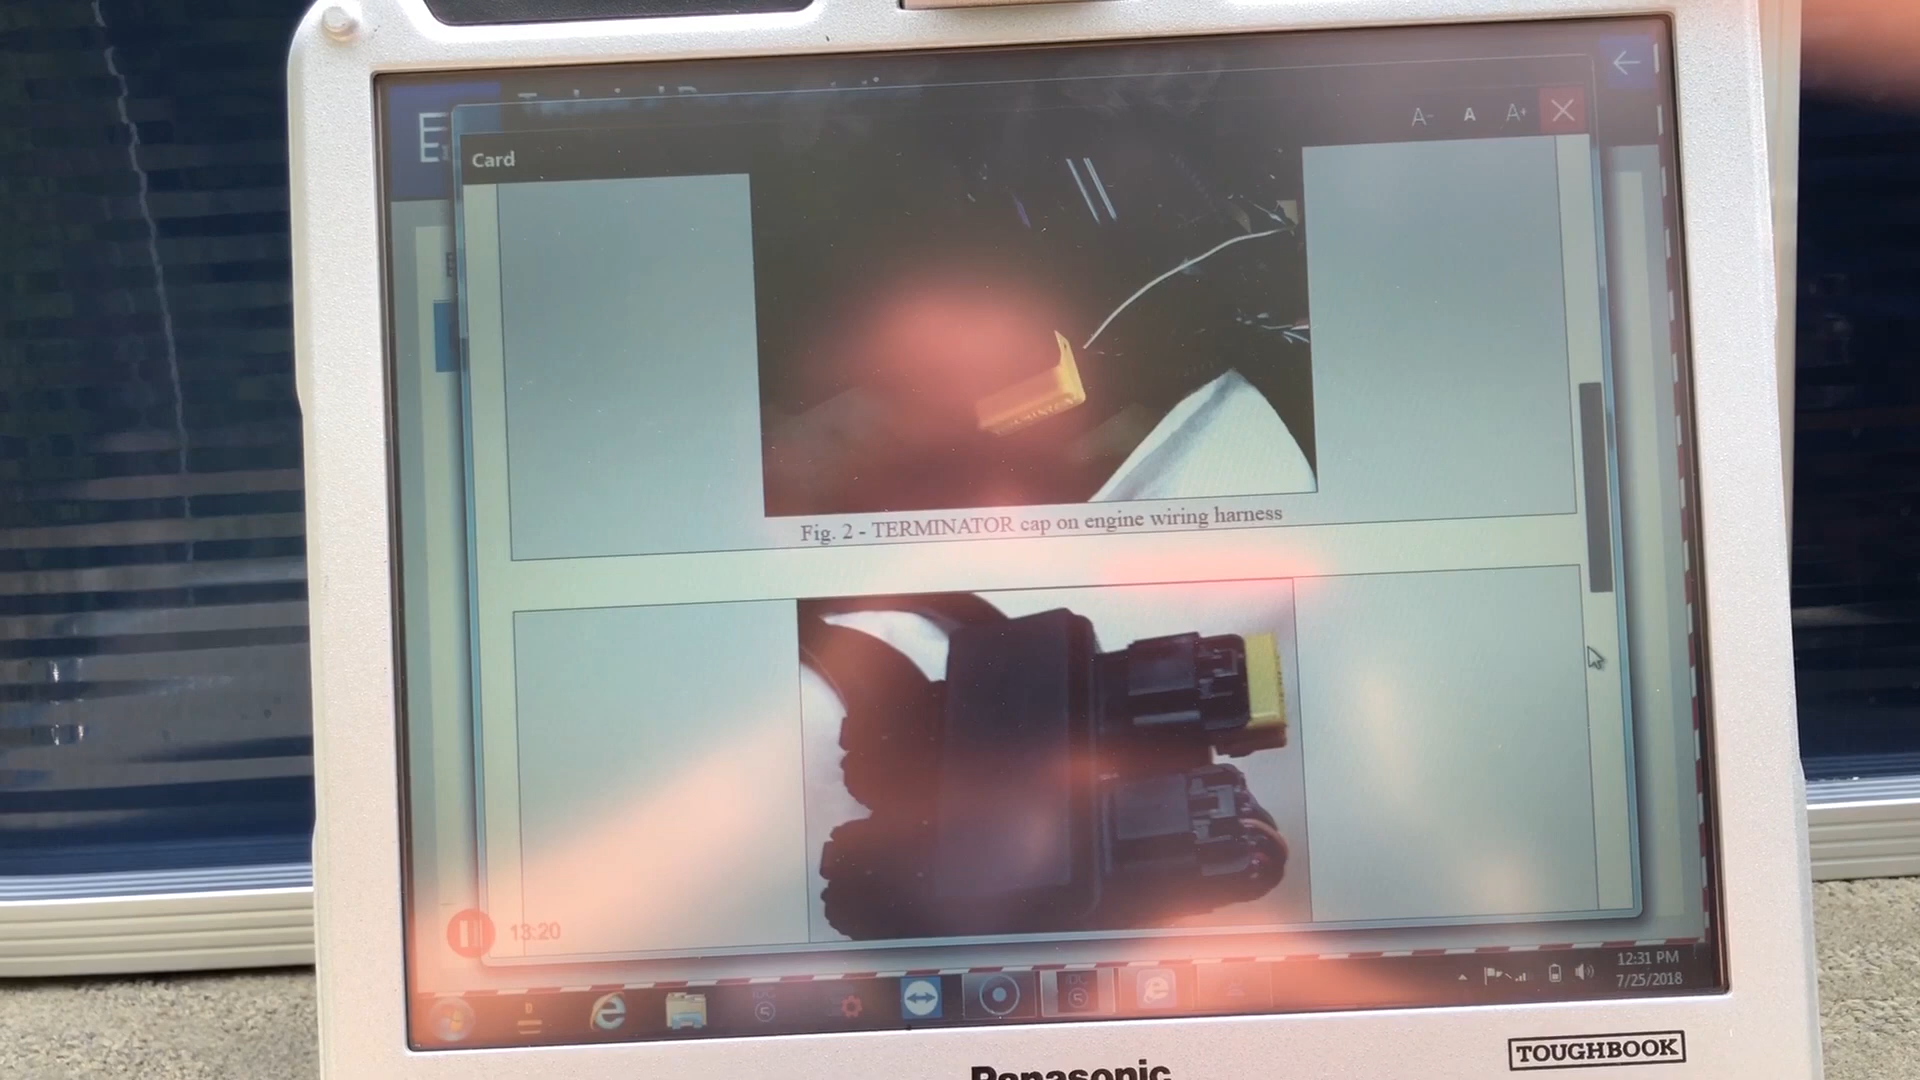 E
A- A A+
Card
Fig. 2 - TERMINATOR cap on engine wiring harness
13:20
12:31 PM
7/25/2018
Panasonic
TOUGHBOOK